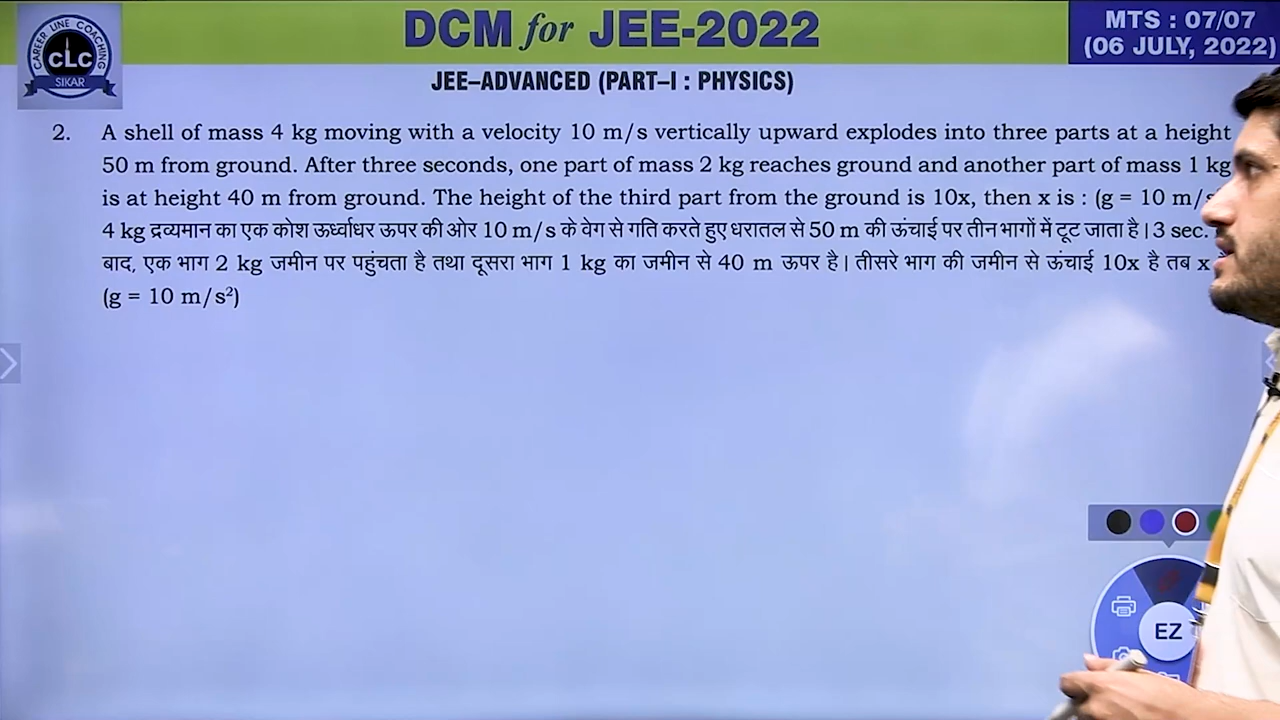 CAREER LINE COACHING
CLC
SIKAR
DCM for JEE-2022
MTS : 07/07
(06 JULY, 2022)
JEE–ADVANCED (PART–I : PHYSICS)
2. A shell of mass 4 kg moving with a velocity 10 m/s vertically upward explodes into three parts at a height
50 m from ground. After three seconds, one part of mass 2 kg reaches ground and another part of mass 1 kg
is at height 40 m from ground. The height of the third part from the ground is 10x, then x is : (g = 10 m/s
4 kg द्रव्यमान का एक कोश ऊर्ध्वाधर ऊपर की ओर 10 m/s के वेग से गति करते हुए धरातल से 50 m की ऊंचाई पर तीन भागों में टूट जाता है। 3 sec.
बाद, एक भाग 2 kg जमीन पर पहुंचता है तथा दूसरा भाग 1 kg का जमीन से 40 m ऊपर है। तीसरे भाग की जमीन से ऊंचाई 10x है तब x
(g = 10 m/s²)
EZ